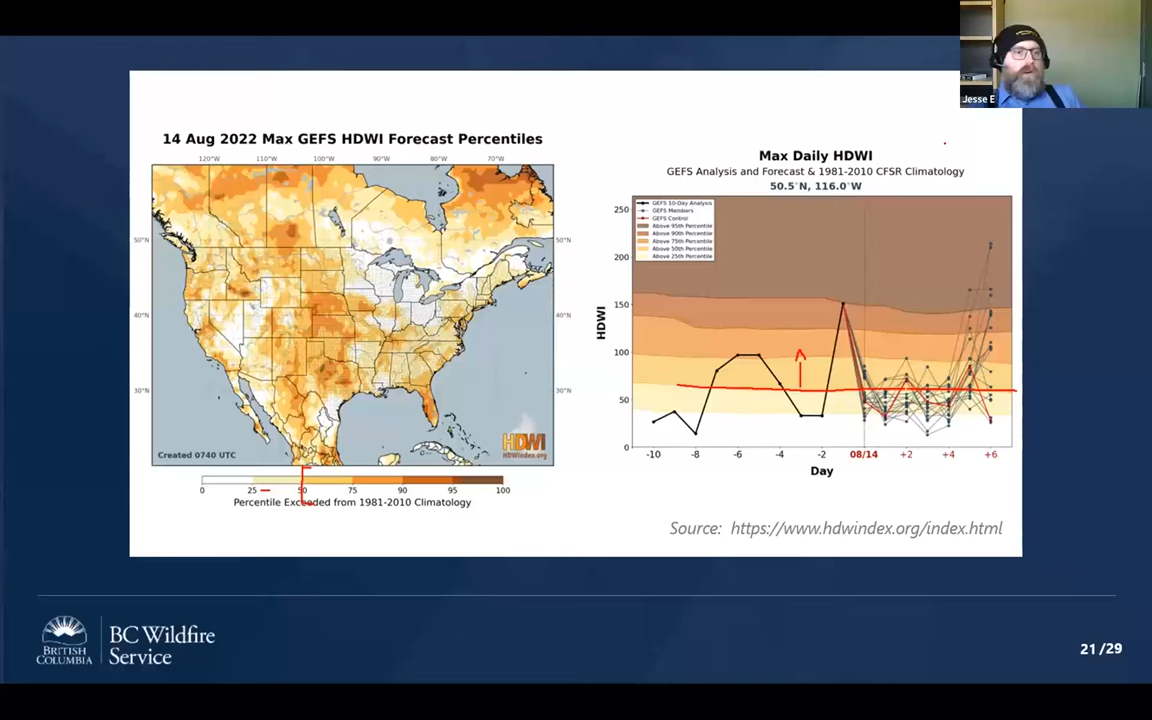 Jesse E
14 Aug 2022 Max GEFS HDWI Forecast Percentiles
120°W 110°W 100°W 90°W 80°W 70°W
50°N 50°N
40°N 40°N
30°N 30°N
Created 0740 UTC
HDWI
HDWindex.org
0 25 50 75 90 95 100
Percentile Exceeded from 1981-2010 Climatology
Max Daily HDWI
GEFS Analysis and Forecast & 1981-2010 CFSR Climatology
50.5°N, 116.0°W
GEFS 10-Day Analysis
GEFS Members
GEFS Control
Above 95th Percentile
Above 90th Percentile
Above 75th Percentile
Above 50th Percentile
Above 25th Percentile
250
200
150
100
50
0
HDWI
-10 -8 -6 -4 -2 08/14 +2 +4 +6
Day
Source: https://www.hdwindex.org/index.html
BRITISH
COLUMBIA
BC Wildfire
Service
21/29